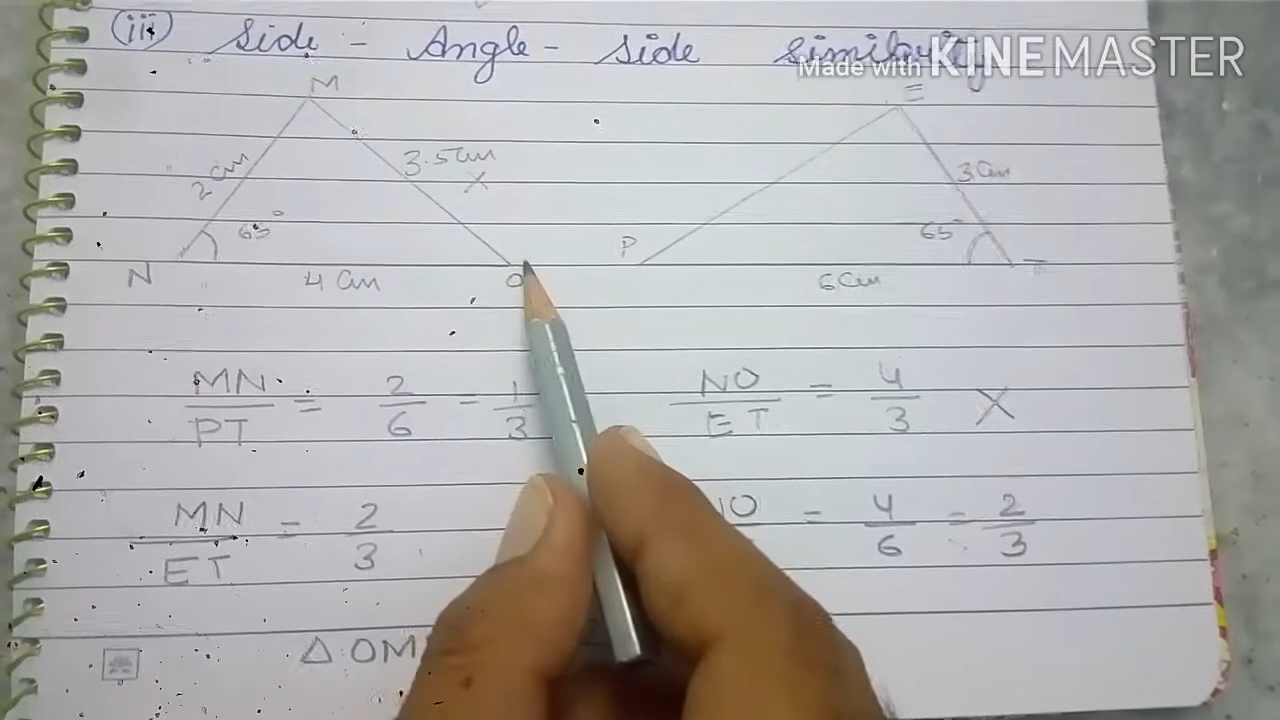 (iii) Side - Angle - Side Similarity
Made with KINEMASTER
M E
2 cm 3.5 cm 3 cm
X
65° P 65°
N 4 cm O 6 cm T
MN/PT = 2/6 = 1/3 NO/ET = 4/3 X
MN/ET = 2/3 NO = 4/6 = 2/3
△ OM